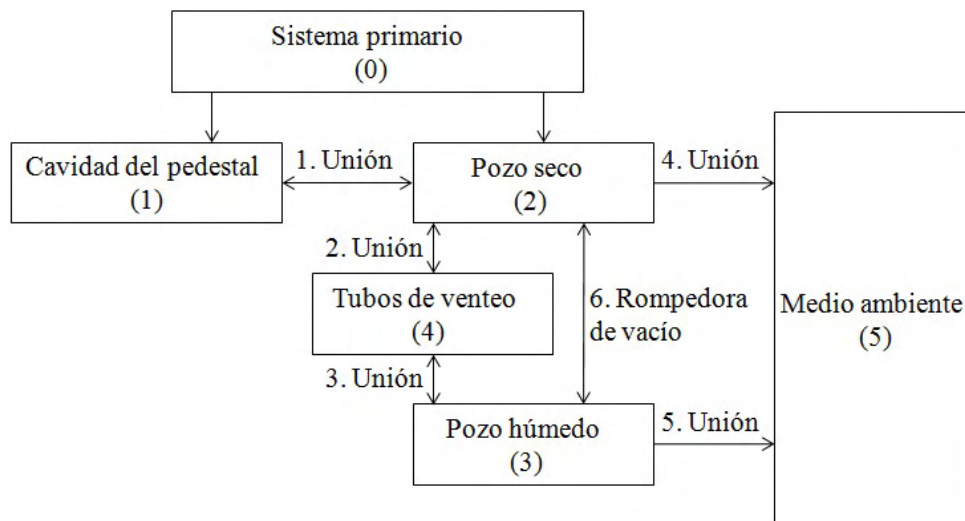 Sistema primario
(0)
Cavidad del pedestal
(1)
1. Unión
Pozo seco
(2)
4. Unión
2. Unión
Tubos de venteo
(4)
6. Rompedora
de vacío
Medio ambiente
(5)
3. Unión
Pozo húmedo
(3)
5. Unión